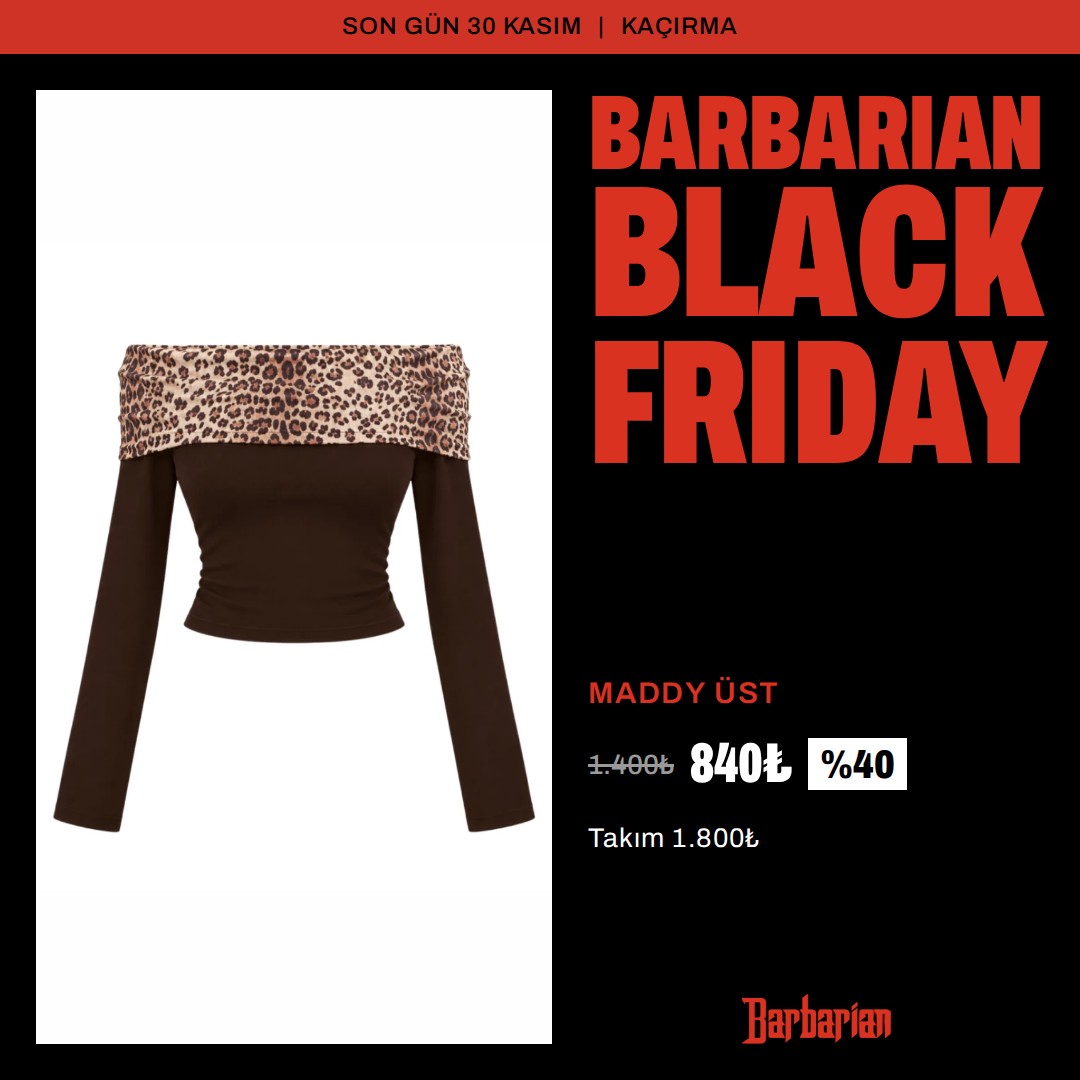 SON GÜN 30 KASIM | KAÇIRMA
BARBARIAN
BLACK
FRIDAY
MADDY ÜST
1.400₺ 840₺ %40
Takım 1.800₺
Barbarian